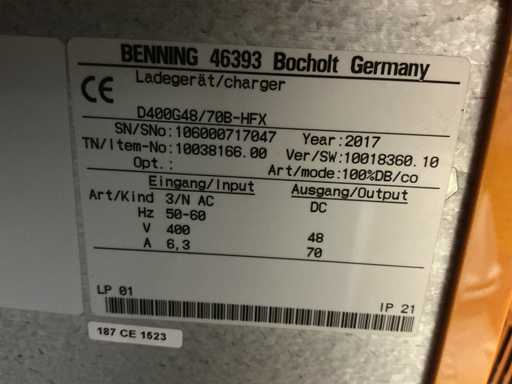 BENNING 46393 Bocholt Germany
CE
Ladegerät/charger
D400G48/70B-HFX
SN/SNo: 106000717047 Year: 2017
TN/Item-No: 10038166.00 Ver/SW: 10018360.10
Opt.: Art/mode: 100%DB/co
Eingang/Input Ausgang/Output
Art/Kind 3/N AC DC
Hz 50-60
V 400 48
A 6,3 70
LP 01 IP 21
187 CE 1523